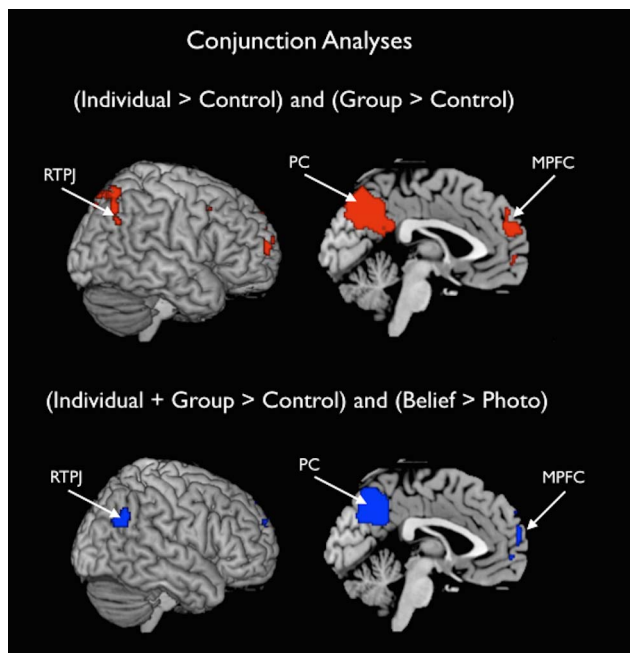 Conjunction Analyses
(Individual > Control) and (Group > Control)
RTPJ
PC
MPFC
(Individual + Group > Control) and (Belief > Photo)
RTPJ
PC
MPFC